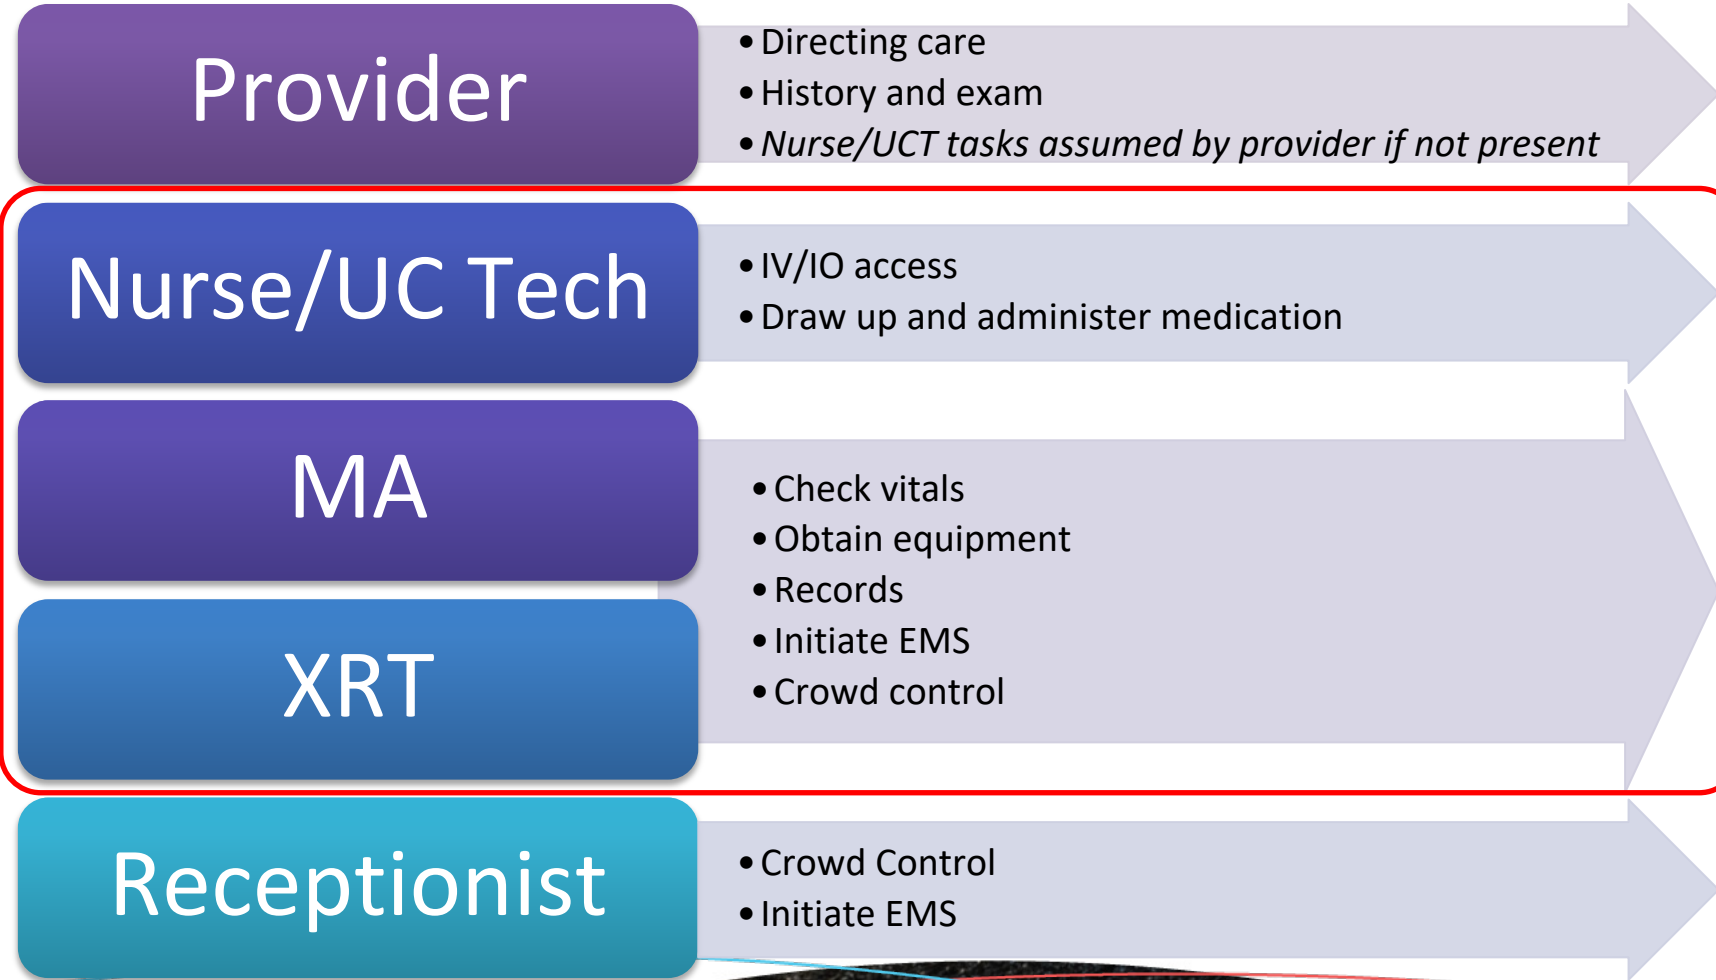 Provider
• Directing care
• History and exam
• Nurse/UCT tasks assumed by provider if not present
Nurse/UC Tech
• IV/IO access
• Draw up and administer medication
MA
XRT
• Check vitals
• Obtain equipment
• Records
• Initiate EMS
• Crowd control
Receptionist
• Crowd Control
• Initiate EMS